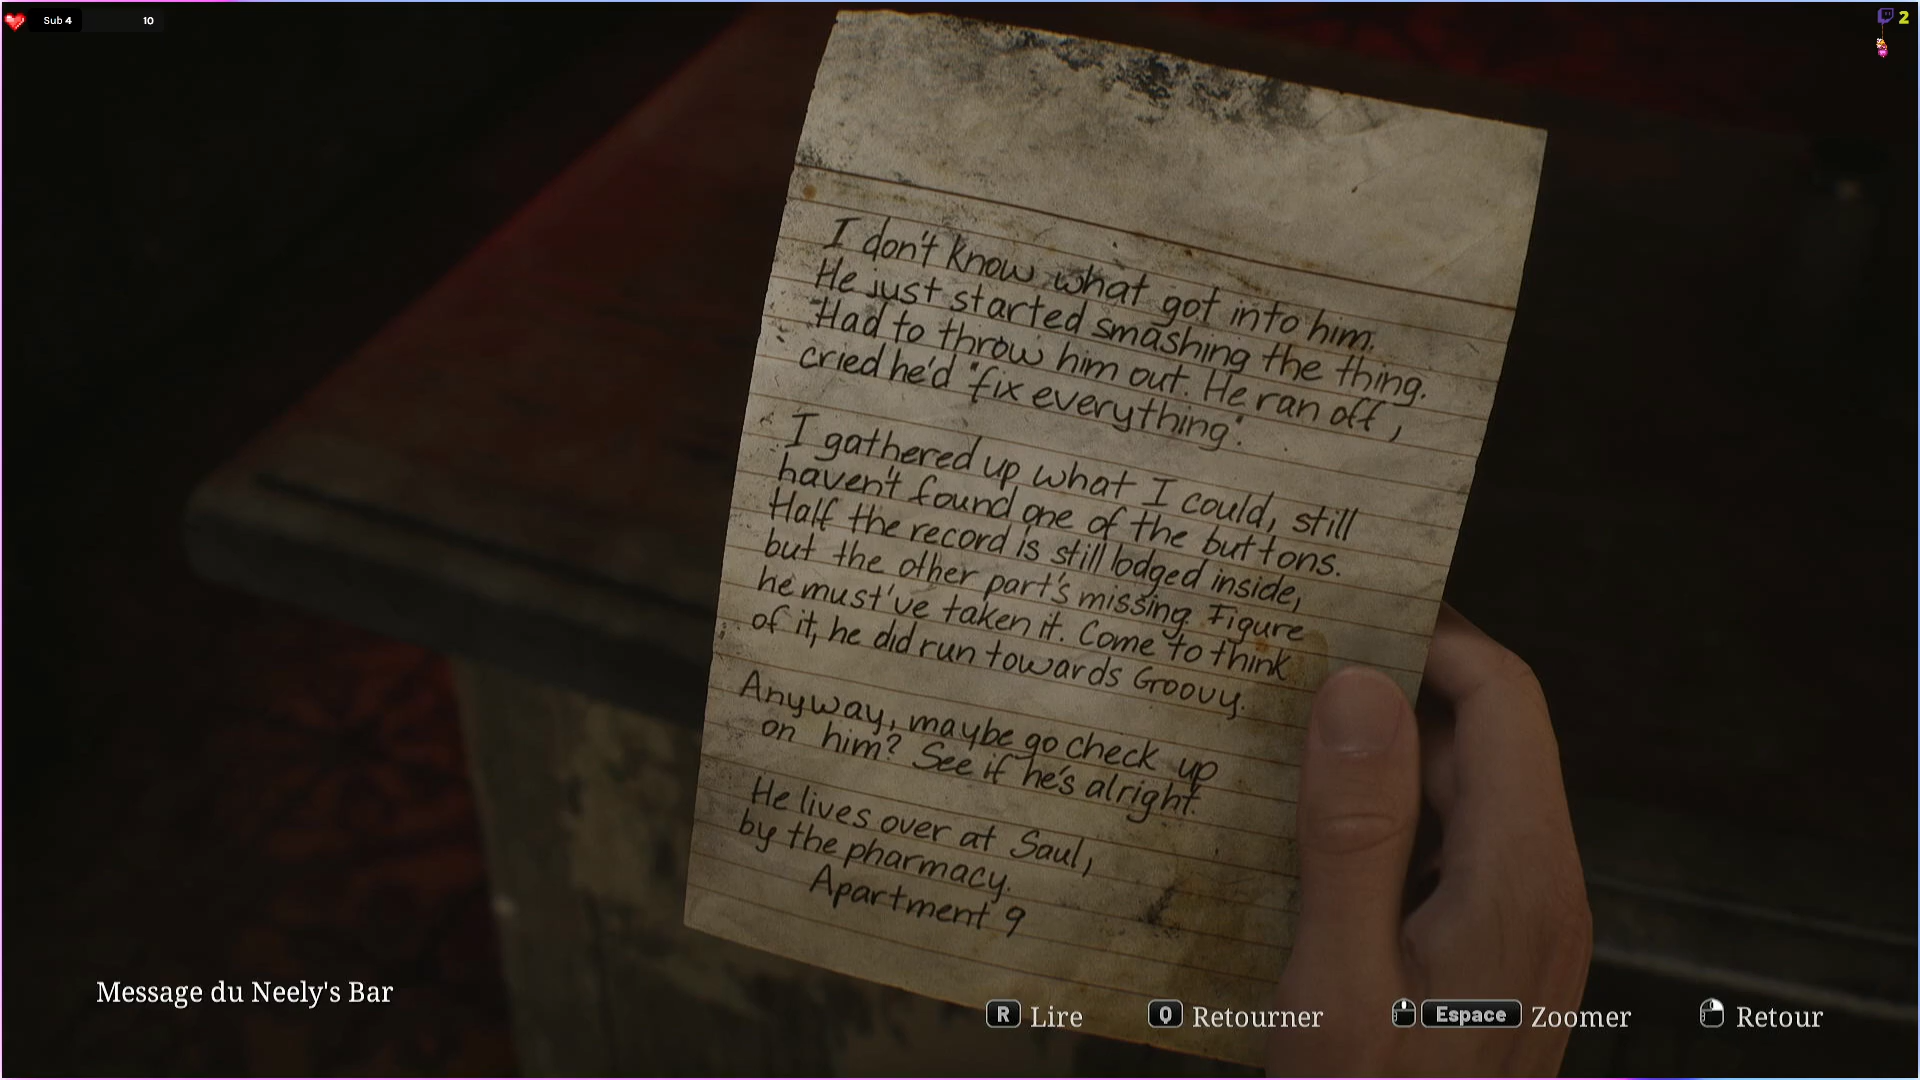 Sub 4
10
2
I don't know what got into him.
He just started smashing the thing.
Had to throw him out. He ran off,
cried he'd "fix everything".
I gathered up what I could, still
haven't found one of the buttons.
Half the record is still lodged inside,
but the other part's missing. Figure
he must've taken it. Come to think
of it, he did run towards Groovy.
Anyway, maybe go check up
on him? See if he's alright.
He lives over at Saul,
by the pharmacy.
Apartment 9
Message du Neely's Bar
R Lire
Q Retourner
Espace Zoomer
Retour